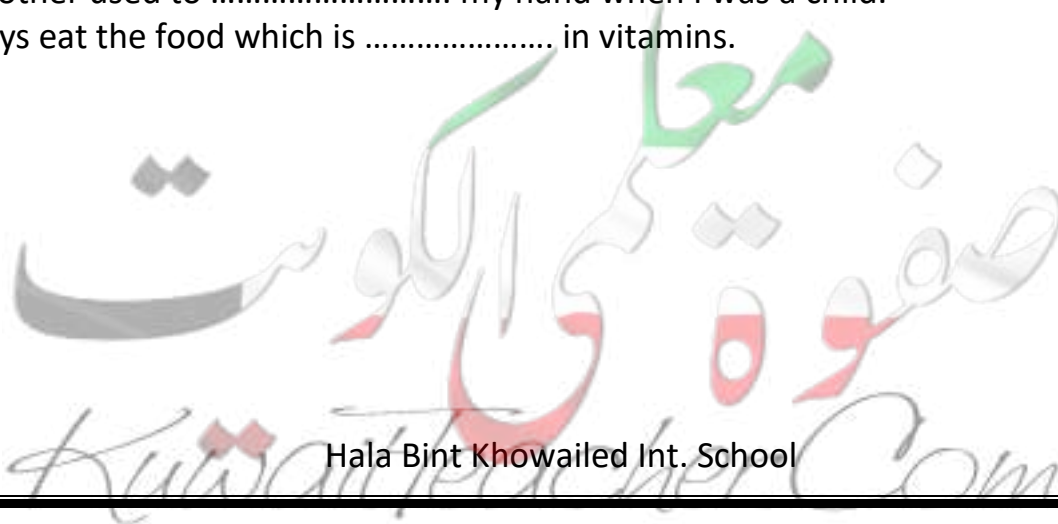 other used to ………………………. my hand when I was a child.
ys eat the food which is …………………. in vitamins.
صفوة معلمى الكويت
Hala Bint Khowailed Int. School
KuwaitTeacher.Com